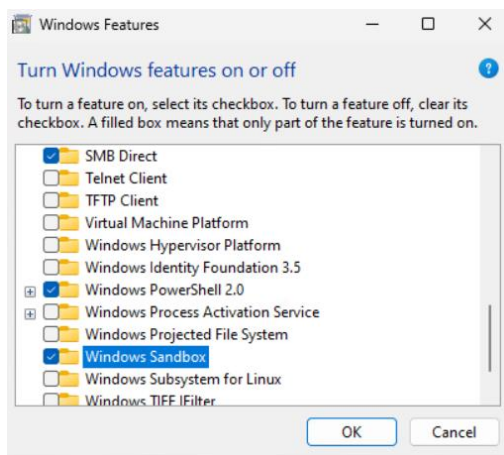 Windows Features
Turn Windows features on or off
To turn a feature on, select its checkbox. To turn a feature off, clear its
checkbox. A filled box means that only part of the feature is turned on.
SMB Direct
Telnet Client
TFTP Client
Virtual Machine Platform
Windows Hypervisor Platform
Windows Identity Foundation 3.5
Windows PowerShell 2.0
Windows Process Activation Service
Windows Projected File System
Windows Sandbox
Windows Subsystem for Linux
Windows TIFF IFilter
OK Cancel